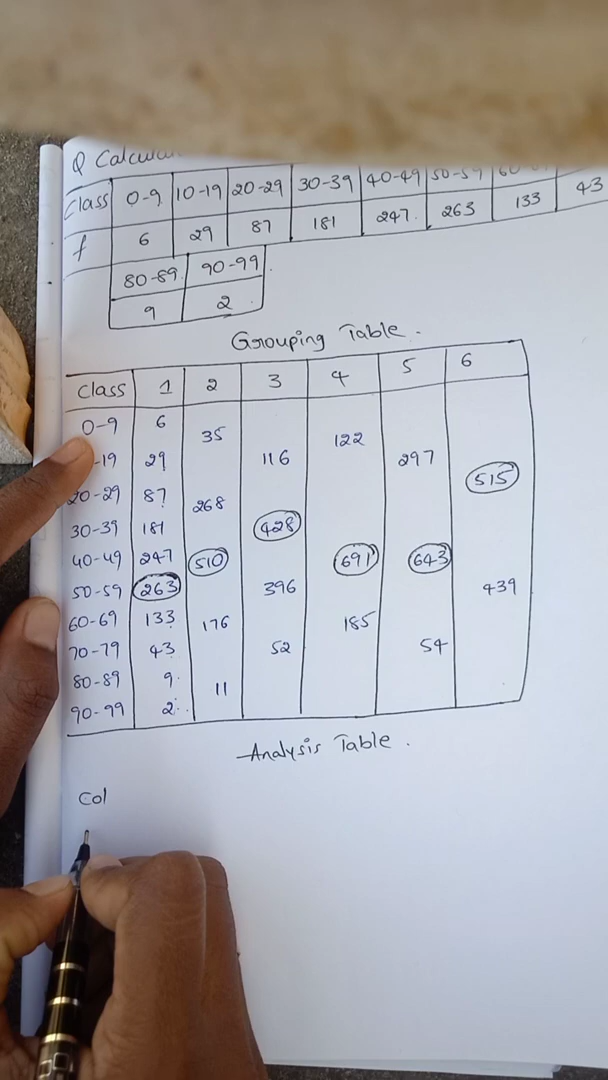 Q
Class 0-9 10-19 20-29 30-39 40-49 50-59
f 6 29 87 181 247 263 133 43
80-89 90-99
9 2
Grouping Table.
Class 1 2 3 4 5 6
0-9 6
35 122
-19 29 116 297
515
20-29 87
268
30-39 181 428
40-49 247 510 691 643
50-59 263 396 439
60-69 133 176 185
70-79 43 52 54
80-89 9
11
90-99 2
Analysis Table.
Col